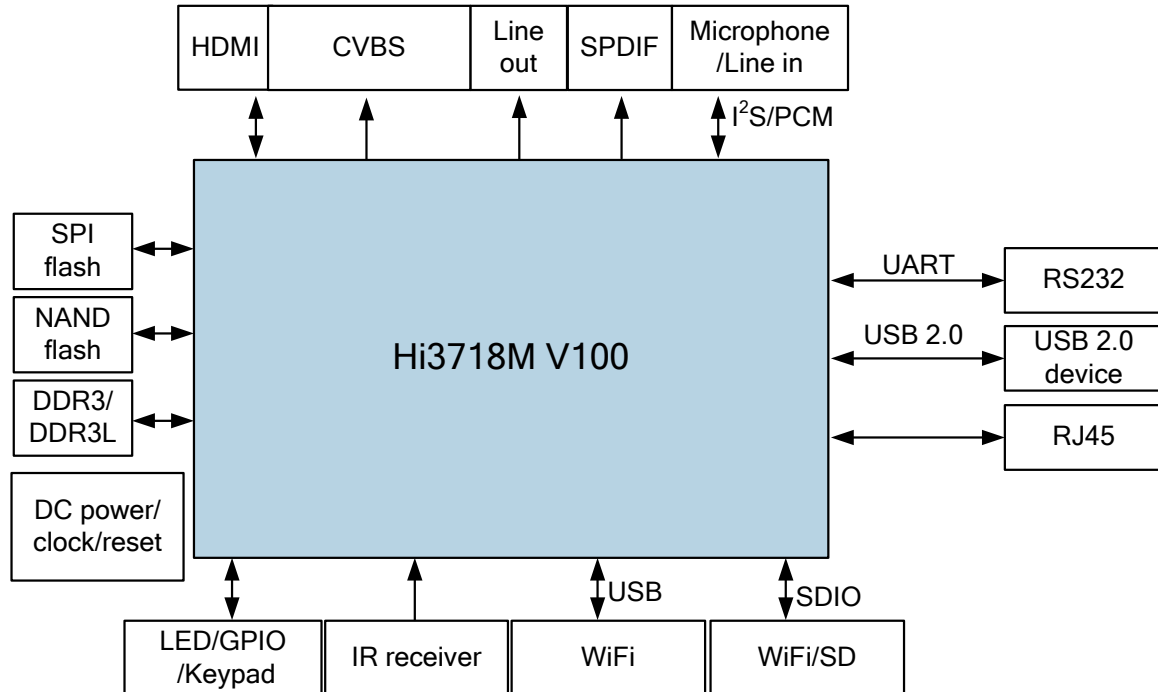 HDMI
CVBS
Line
out
SPDIF
Microphone
/Line in
I²S/PCM
SPI
flash
NAND
flash
DDR3/
DDR3L
DC power/
clock/reset
Hi3718M V100
UART
RS232
USB 2.0
USB 2.0
device
RJ45
USB
SDIO
LED/GPIO
/Keypad
IR receiver
WiFi
WiFi/SD